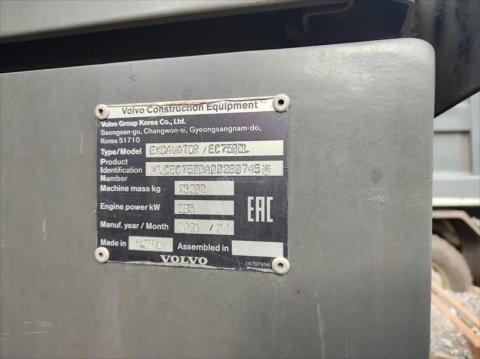 Volvo Construction Equipment
Volvo Group Korea Co., Ltd.
Seongsan-gu, Changwon-si, Gyeongsangnam-do,
Korea 51710
Type/Model EXCAVATOR / EC750DL
Product
Identification
Number
Machine mass kg
Engine power kW
EAC
Manuf. year / Month
Made in Assembled in
VOLVO
14707934